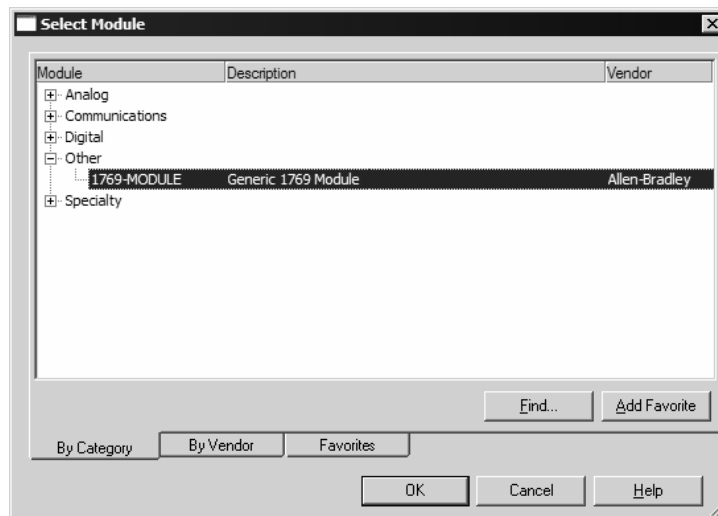 Select Module
Module Description Vendor
Analog
Communications
Digital
Other
1769-MODULE Generic 1769 Module Allen-Bradley
Specialty
Find... Add Favorite
By Category By Vendor Favorites
OK Cancel Help